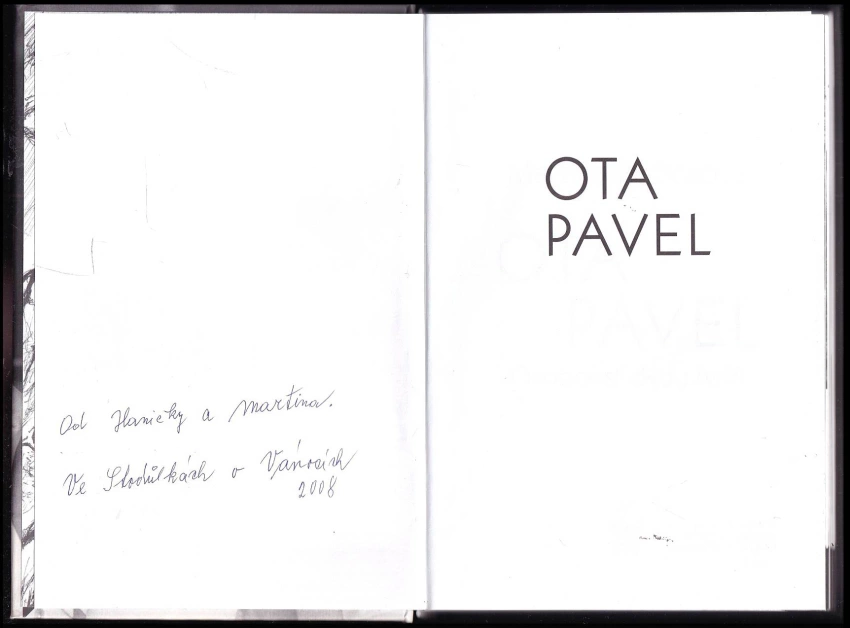 Od Haničky a Martina.
Ve Stodůlkách o Vánocích
2008
OTA
PAVEL